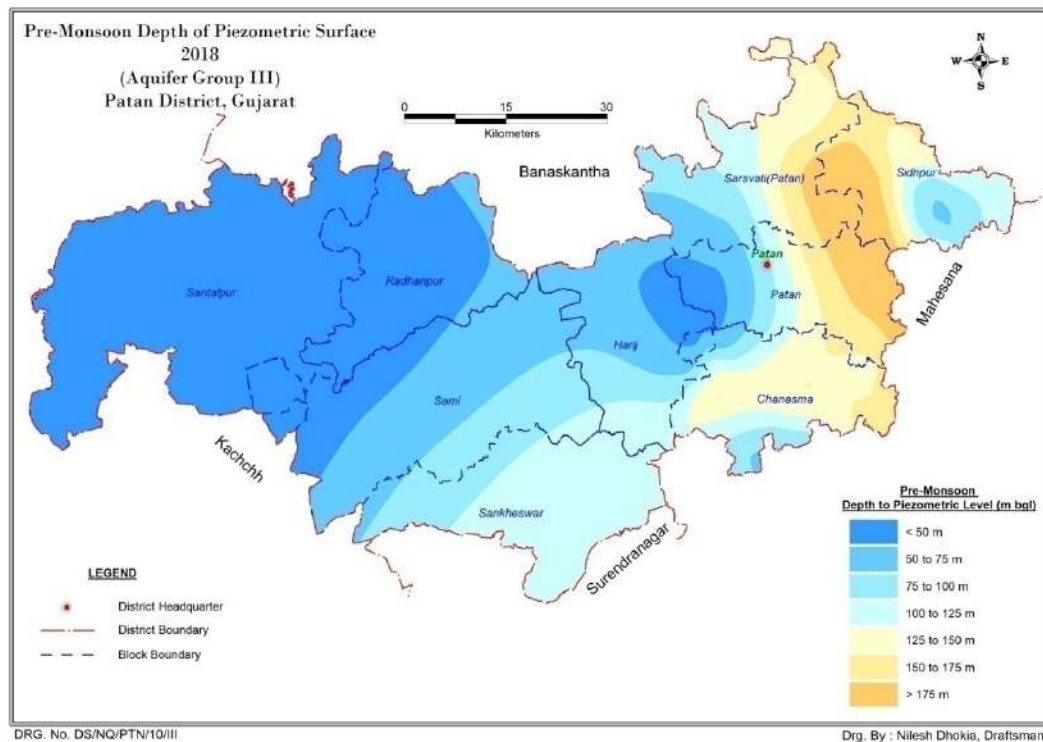 Pre-Monsoon Depth of Piezometric Surface
2018
(Aquifer Group III)
Patan District, Gujarat
N
W E
S
0 15 30
Kilometers
Banaskantha
Sarsvati(Patan)
Sidhpur
Santalpur
Radhanpur
Patan
Patan
Mahesana
Harij
Sami
Chanasma
Kachchh
Sankheswar
Surendranagar
Pre-Monsoon
Depth to Piezometric Level (m bgl)
< 50 m
50 to 75 m
75 to 100 m
100 to 125 m
125 to 150 m
150 to 175 m
> 175 m
LEGEND
District Headquarter
District Boundary
Block Boundary
DRG. No. DS/NQ/PTN/10/III
Drg. By : Nilesh Dhokia, Draftsman